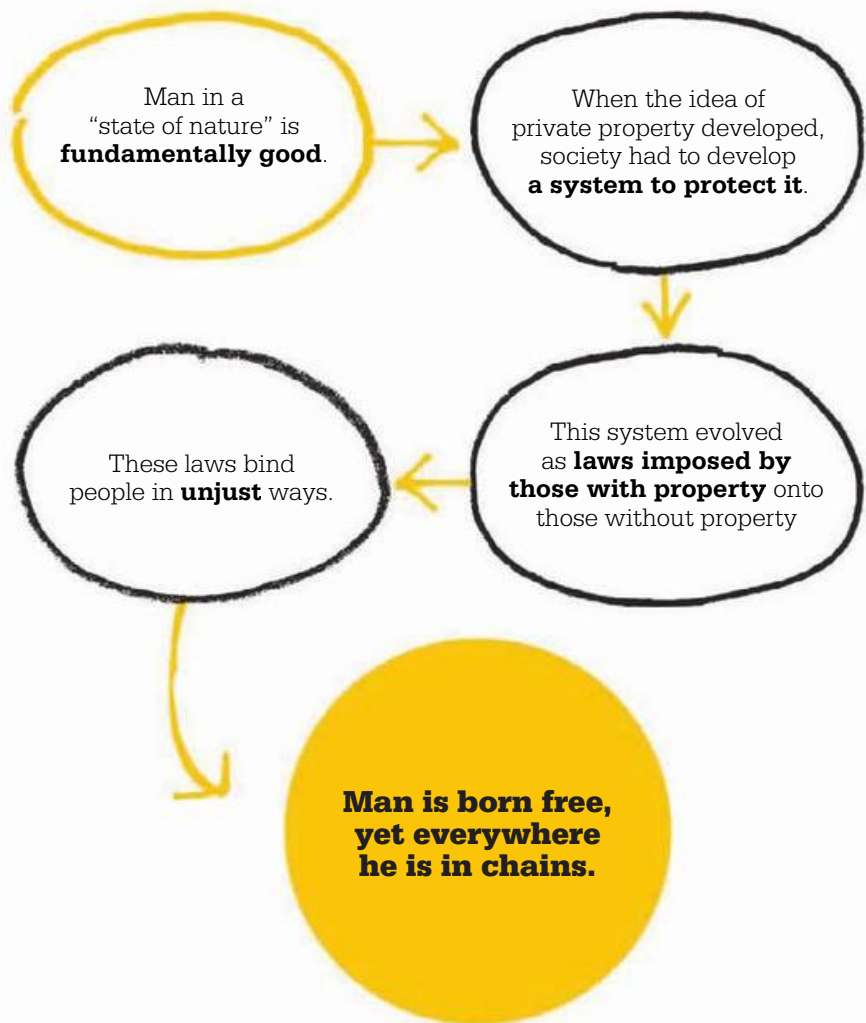 Man in a
“state of nature” is
fundamentally good.
When the idea of
private property developed,
society had to develop
a system to protect it.
This system evolved
as laws imposed by
those with property onto
those without property
These laws bind
people in unjust ways.
Man is born free,
yet everywhere
he is in chains.